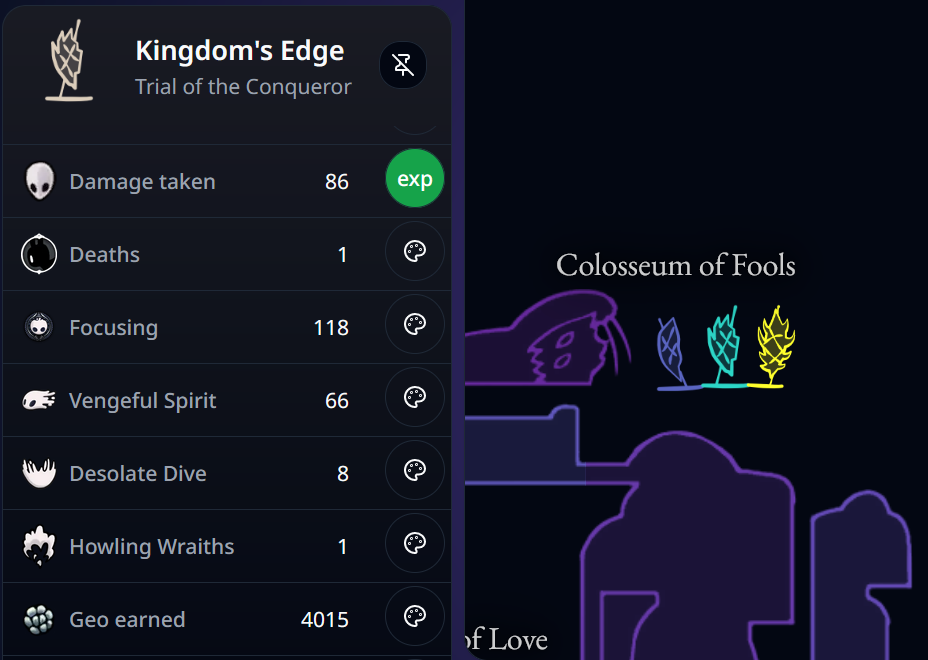 Kingdom's Edge
Trial of the Conqueror
Damage taken 86 exp
Deaths 1
Focusing 118
Vengeful Spirit 66
Desolate Dive 8
Howling Wraiths 1
Geo earned 4015
Colosseum of Fools
of Love